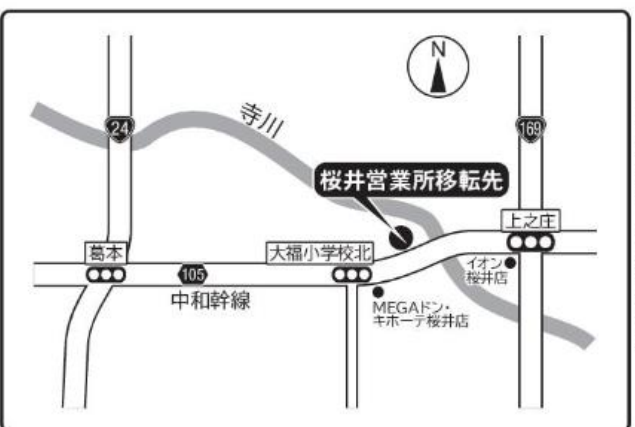 N
24
寺川
169
桜井営業所移転先
上之庄
葛本
大福小学校北
イオン
桜井店
105
中和幹線
MEGAドン・
キホーテ桜井店